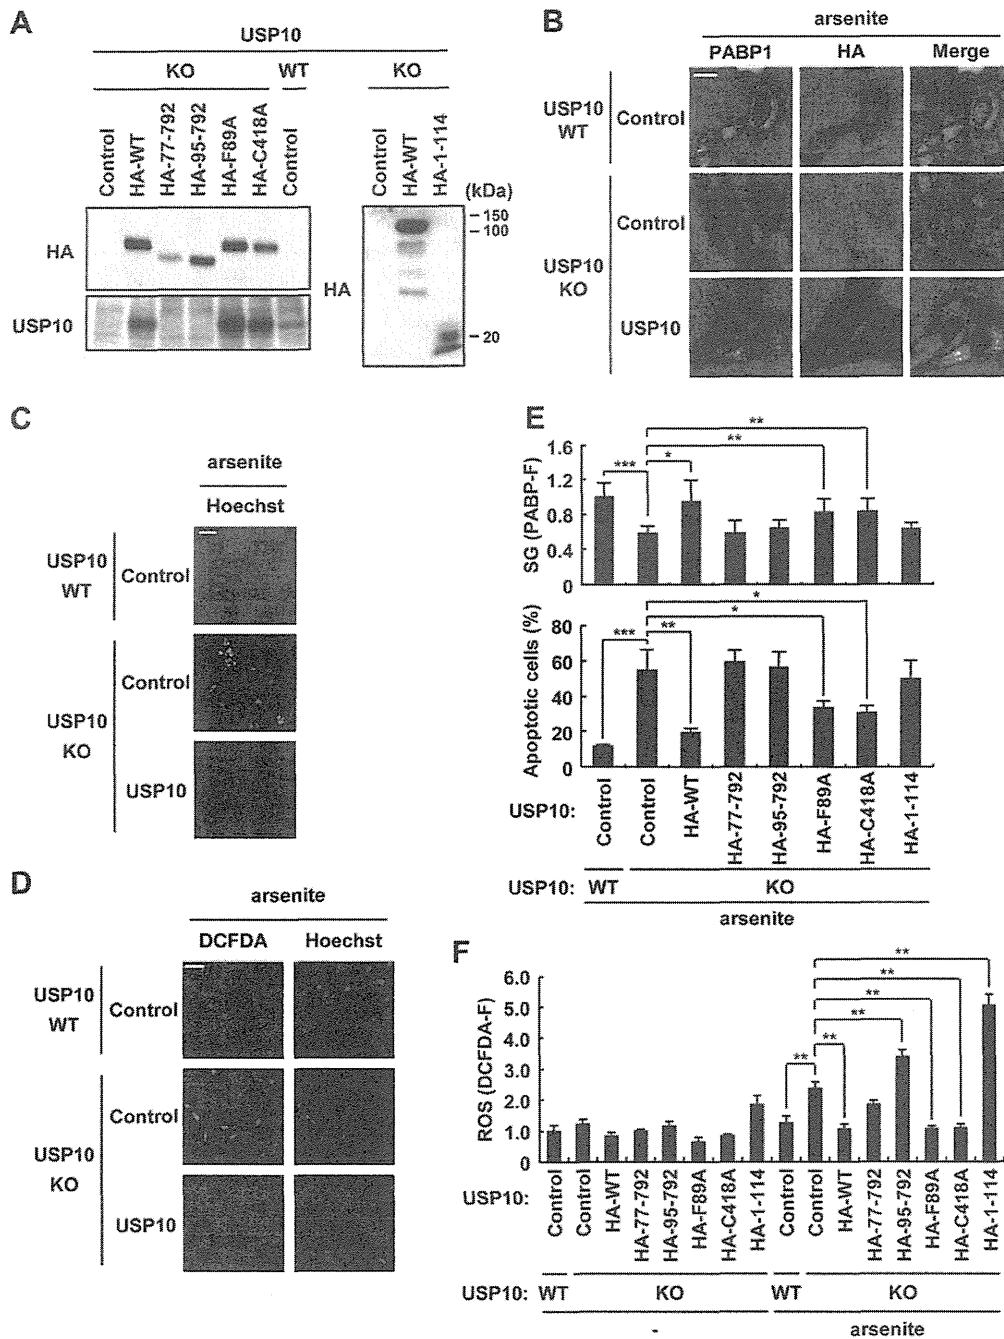 A
USP10
KO
WT
KO
Control
HA-WT
HA-77-792
HA-95-792
HA-F89A
HA-C418A
Control
Control
HA-WT
HA-1-114
(kDa)
150
100
20
HA
USP10
HA
B
arsenite
PABP1
HA
Merge
USP10
WT
Control
USP10
KO
Control
USP10
C
arsenite
Hoechst
USP10
WT
Control
USP10
KO
Control
USP10
D
arsenite
DCFDA
Hoechst
USP10
WT
Control
USP10
KO
Control
USP10
E
SG (PABP-F)
1.6
1.2
0.8
0.4
0
***
*
**
**
Apoptotic cells (%)
80
60
40
20
0
***
**
*
*
USP10:
Control
Control
HA-WT
HA-77-792
HA-95-792
HA-F89A
HA-C418A
HA-1-114
USP10:
WT
KO
arsenite
F
ROS (DCFDA-F)
6.0
5.0
4.0
3.0
2.0
1.0
0
**
**
**
**
**
**
USP10:
Control
Control
HA-WT
HA-77-792
HA-95-792
HA-F89A
HA-C418A
HA-1-114
Control
Control
HA-WT
HA-77-792
HA-95-792
HA-F89A
HA-C418A
HA-1-114
USP10:
WT
KO
WT
KO
-
arsenite